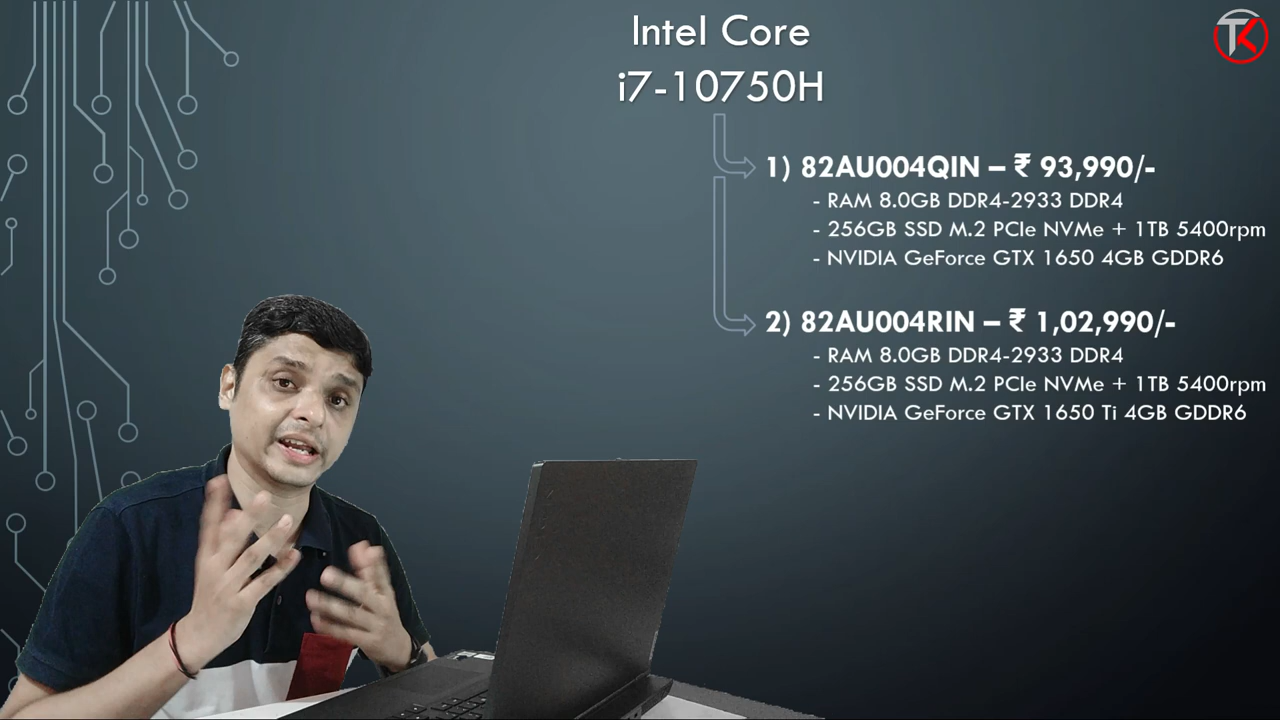 TK
Intel Core
i7-10750H
1) 82AU004QIN – ₹ 93,990/-
- RAM 8.0GB DDR4-2933 DDR4
- 256GB SSD M.2 PCIe NVMe + 1TB 5400rpm
- NVIDIA GeForce GTX 1650 4GB GDDR6
2) 82AU004RIN – ₹ 1,02,990/-
- RAM 8.0GB DDR4-2933 DDR4
- 256GB SSD M.2 PCIe NVMe + 1TB 5400rpm
- NVIDIA GeForce GTX 1650 Ti 4GB GDDR6